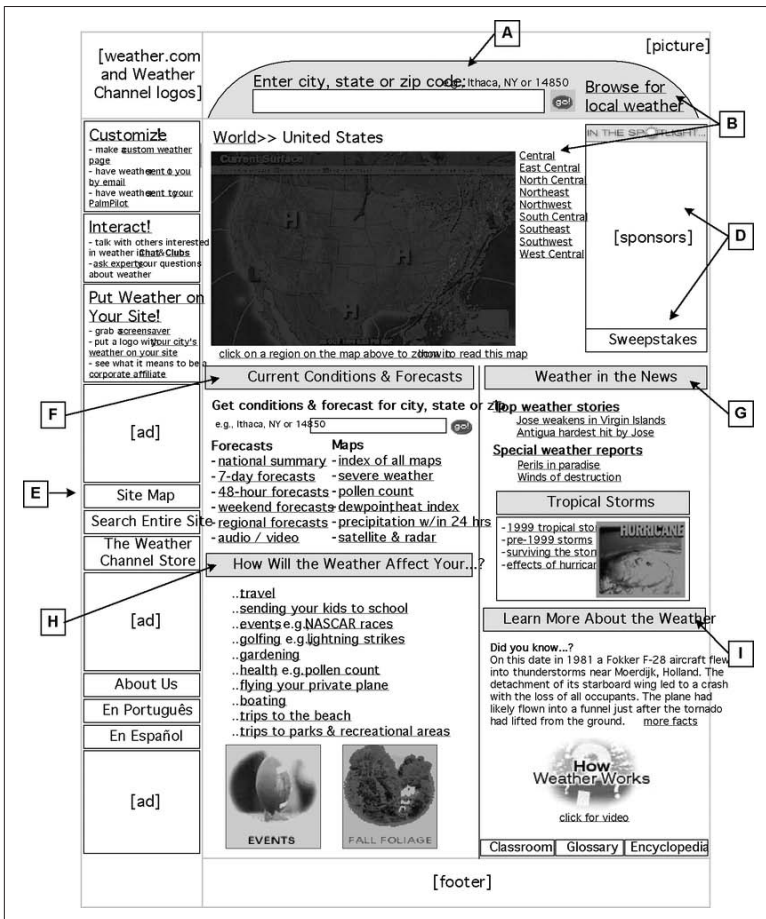 A
[weather.com
and Weather
Channel logos]
[picture]
Enter city, state or zip code: e.g., Ithaca, NY or 14850
go!
Browse for
local weather
B
Customize!
- make a custom weather
page
- have weather sent to you
by email
- have weather sent to your
PalmPilot
World>> United States
Current Surface
H
H
L
H
Central
East Central
North Central
Northeast
Northwest
South Central
Southeast
Southwest
West Central
IN THE SPOTLIGHT...
[sponsors]
D
Sweepstakes
Interact!
- talk with others interested
in weather in Chat & Clubs
- ask experts your questions
about weather
Put Weather on
Your Site!
- grab a screensaver
- put a logo with your city's
weather on your site
- see what it means to be a
corporate affiliate
click on a region on the map above to zoom in
how to read this map
F
Current Conditions & Forecasts
Get conditions & forecast for city, state or zip
e.g., Ithaca, NY or 14850
go!
Forecasts
- national summary
- 7-day forecasts
- 48-hour forecasts
- weekend forecasts
- regional forecasts
- audio / video
Maps
- index of all maps
- severe weather
- pollen count
- dewpoint heat index
- precipitation w/in 24 hrs
- satellite & radar
Weather in the News
G
Top weather stories
Jose weakens in Virgin Islands
Antigua hardest hit by Jose
Special weather reports
Perils in paradise
Winds of destruction
Tropical Storms
- 1999 tropical
- pre-1999 storms
- surviving the
- effects of
HURRICANE
[ad]
E
Site Map
Search Entire Site
The Weather
Channel Store
[ad]
About Us
En Português
En Español
[ad]
H
How Will the Weather Affect Your...?
...travel
...sending your kids to school
...events, e.g. NASCAR races
...golfing e.g. lightning strikes
...gardening
...health, e.g. pollen count
...flying your private plane
...boating
...trips to the beach
...trips to parks & recreational areas
EVENTS
FALL FOLIAGE
Learn More About the Weather
I
Did you know...?
On this date in 1981 a Fokker F-28 aircraft flew
into thunderstorms near Moerdijk, Holland. The
detachment of its starboard wing led to a crash
with the loss of all occupants. The plane had
likely flown into a funnel just after the tornado
had lifted from the ground. more facts
How
Weather Works
click for video
Classroom
Glossary
Encyclopedia
[footer]